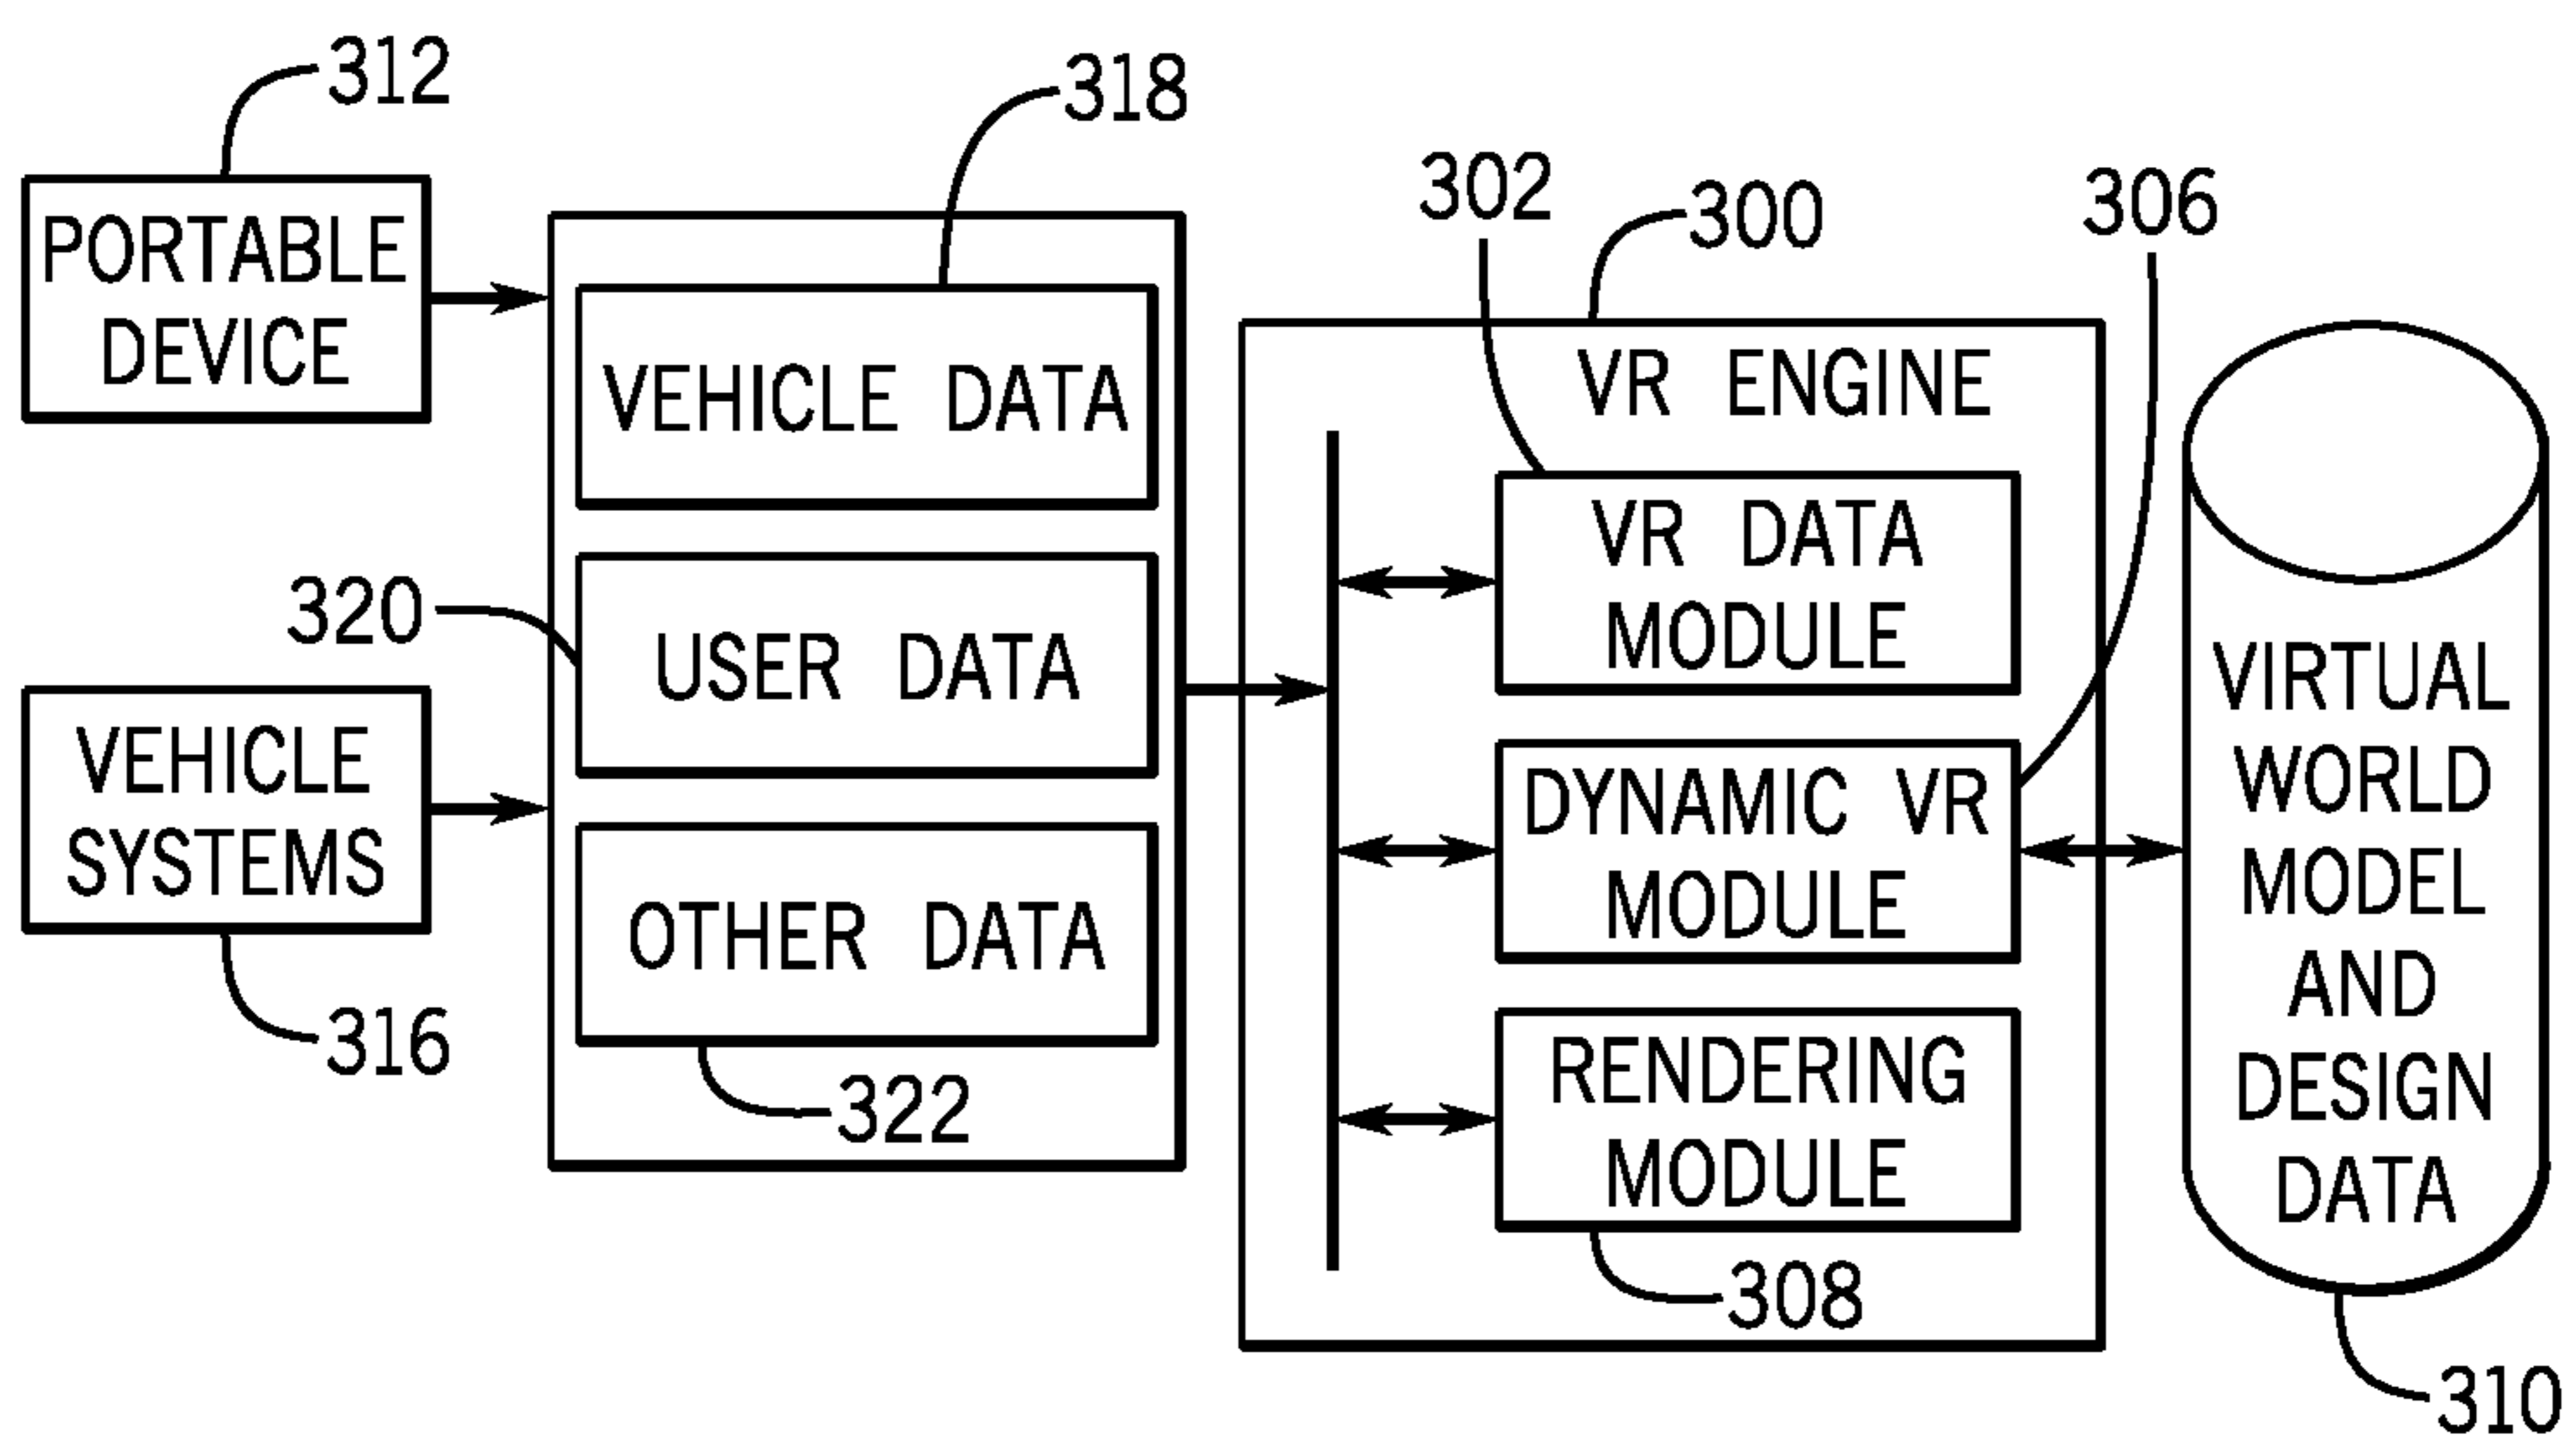 312
PORTABLE
DEVICE
318
VEHICLE DATA
320
USER DATA
VEHICLE
SYSTEMS
316
OTHER DATA
322
302
300
306
VR ENGINE
VR DATA
MODULE
DYNAMIC VR
MODULE
RENDERING
MODULE
308
VIRTUAL
WORLD
MODEL
AND
DESIGN
DATA
310